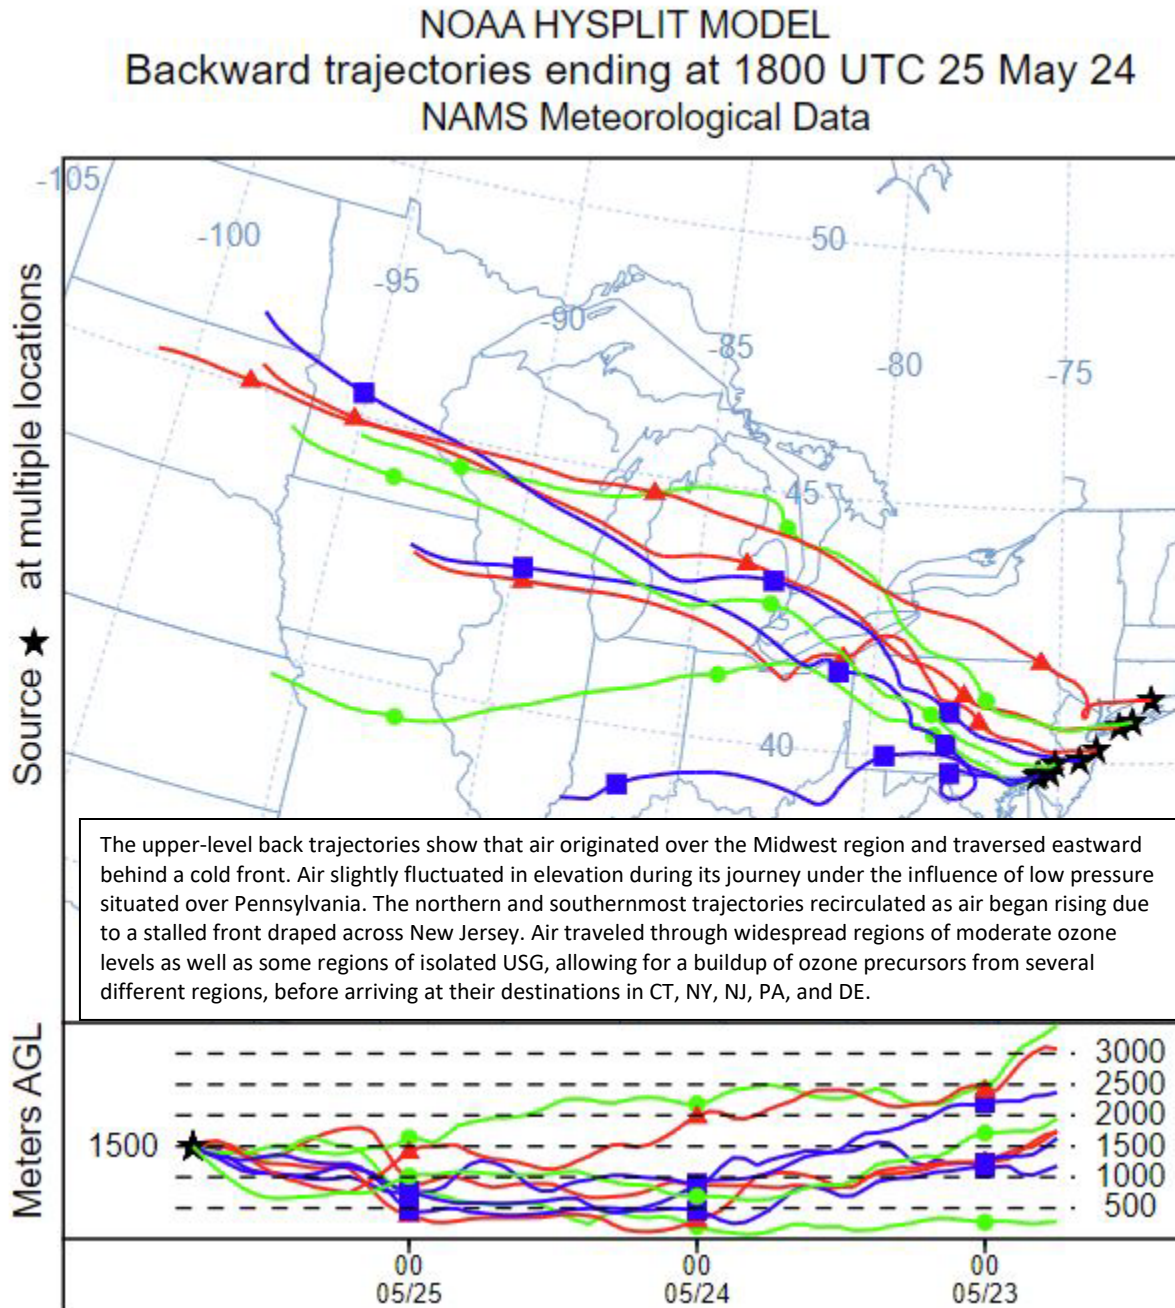 NOAA HYSPLIT MODEL
Backward trajectories ending at 1800 UTC 25 May 24
NAMS Meteorological Data
Source ★ at multiple locations
-105
-100
-95
-90
-85
-80
-75
50
45
40
The upper-level back trajectories show that air originated over the Midwest region and traversed eastward
behind a cold front. Air slightly fluctuated in elevation during its journey under the influence of low pressure
situated over Pennsylvania. The northern and southernmost trajectories recirculated as air began rising due
to a stalled front draped across New Jersey. Air traveled through widespread regions of moderate ozone
levels as well as some regions of isolated USG, allowing for a buildup of ozone precursors from several
different regions, before arriving at their destinations in CT, NY, NJ, PA, and DE.
Meters AGL
1500
3000
2500
2000
1500
1000
500
00 00 00
05/25 05/24 05/23